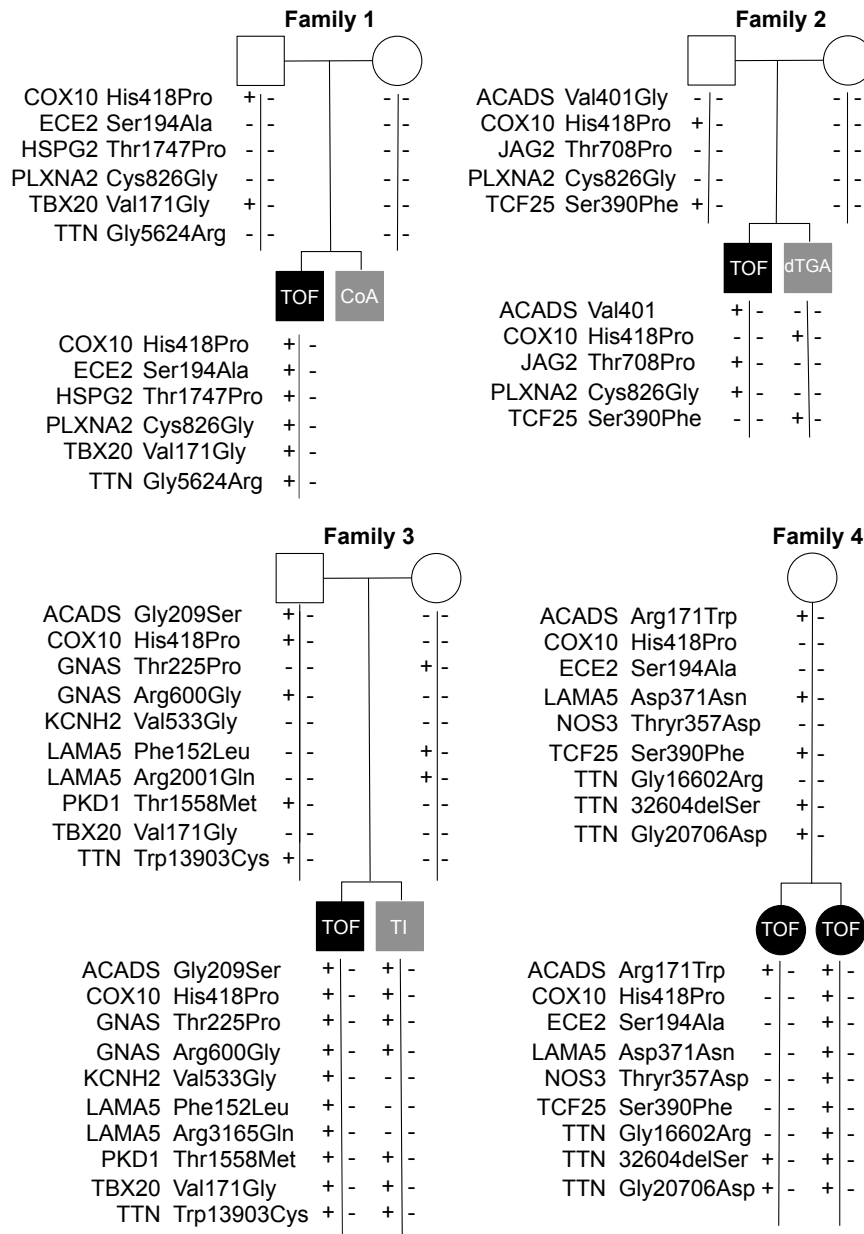 Family 1
COX10 His418Pro + - - -
ECE2 Ser194Ala - - - -
HSPG2 Thr1747Pro - - - -
PLXNA2 Cys826Gly - - - -
TBX20 Val171Gly + - - -
TTN Gly5624Arg - - - -
TOF CoA
COX10 His418Pro + -
ECE2 Ser194Ala + -
HSPG2 Thr1747Pro + -
PLXNA2 Cys826Gly + -
TBX20 Val171Gly + -
TTN Gly5624Arg + -
Family 2
ACADS Val401Gly - - - -
COX10 His418Pro + - - -
JAG2 Thr708Pro - - - -
PLXNA2 Cys826Gly - - - -
TCF25 Ser390Phe + - - -
TOF dTGA
ACADS Val401 + - - -
COX10 His418Pro - - + -
JAG2 Thr708Pro + - - -
PLXNA2 Cys826Gly + - - -
TCF25 Ser390Phe - - + -
Family 3
ACADS Gly209Ser + - - -
COX10 His418Pro + - - -
GNAS Thr225Pro - - + -
GNAS Arg600Gly + - - -
KCNH2 Val533Gly - - - -
LAMA5 Phe152Leu - - + -
LAMA5 Arg2001Gln - - + -
PKD1 Thr1558Met + - - -
TBX20 Val171Gly - - - -
TTN Trp13903Cys + - - -
TOF TI
ACADS Gly209Ser + - + -
COX10 His418Pro + - + -
GNAS Thr225Pro + - + -
GNAS Arg600Gly + - + -
KCNH2 Val533Gly + - - -
LAMA5 Phe152Leu + - - -
LAMA5 Arg3165Gln + - - -
PKD1 Thr1558Met + - + -
TBX20 Val171Gly + - + -
TTN Trp13903Cys + - + -
Family 4
ACADS Arg171Trp + -
COX10 His418Pro - -
ECE2 Ser194Ala - -
LAMA5 Asp371Asn + -
NOS3 Thryr357Asp - -
TCF25 Ser390Phe + -
TTN Gly16602Arg - -
TTN 32604delSer + -
TTN Gly20706Asp + -
TOF TOF
ACADS Arg171Trp + - + -
COX10 His418Pro - - + -
ECE2 Ser194Ala - - + -
LAMA5 Asp371Asn - - + -
NOS3 Thryr357Asp - - + -
TCF25 Ser390Phe - - + -
TTN Gly16602Arg - - + -
TTN 32604delSer + - + -
TTN Gly20706Asp + - + -